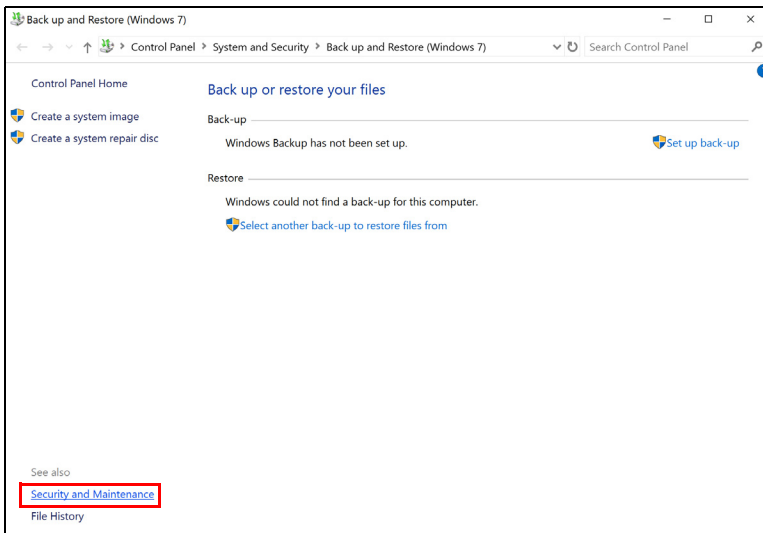 Back up and Restore (Windows 7)
Control Panel > System and Security > Back up and Restore (Windows 7)
Search Control Panel
Control Panel Home
Create a system image
Create a system repair disc
Back up or restore your files
Back-up
Windows Backup has not been set up.
Set up back-up
Restore
Windows could not find a back-up for this computer.
Select another back-up to restore files from
See also
Security and Maintenance
File History